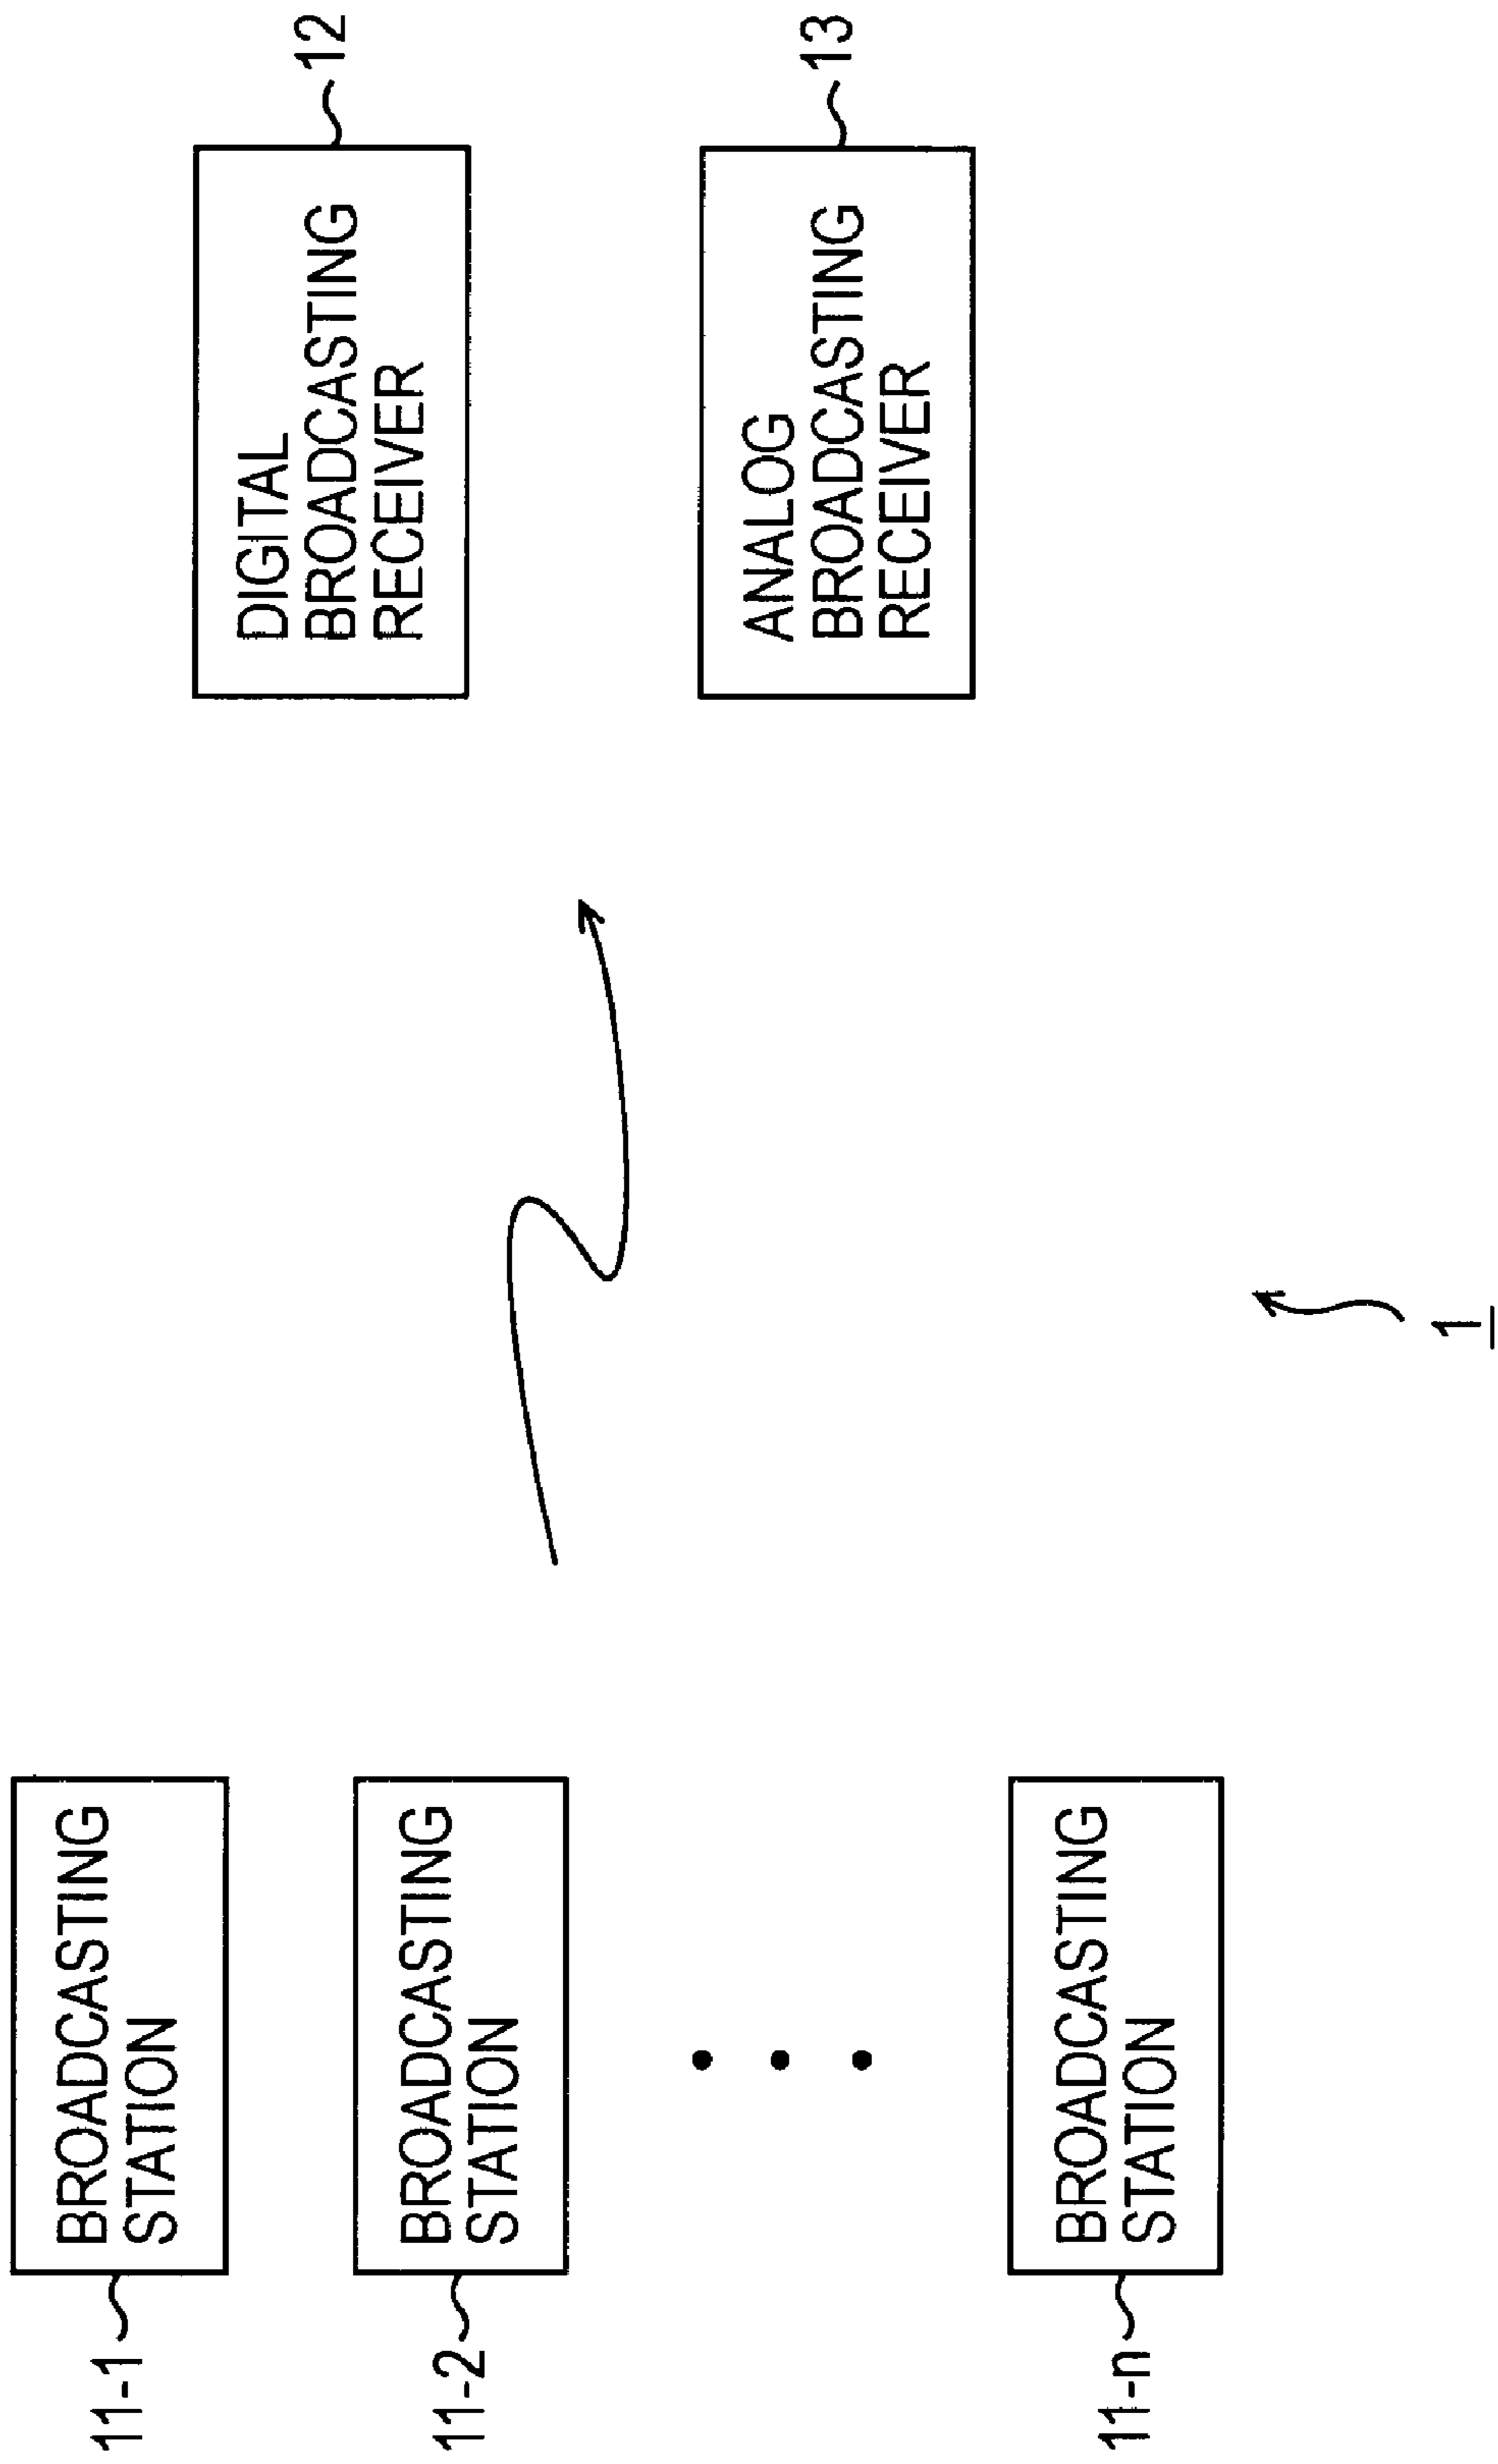 11-1
BROADCASTING
STATION
11-2
BROADCASTING
STATION
11-n
BROADCASTING
STATION
DIGITAL
BROADCASTING
RECEIVER
12
ANALOG
BROADCASTING
RECEIVER
13
1